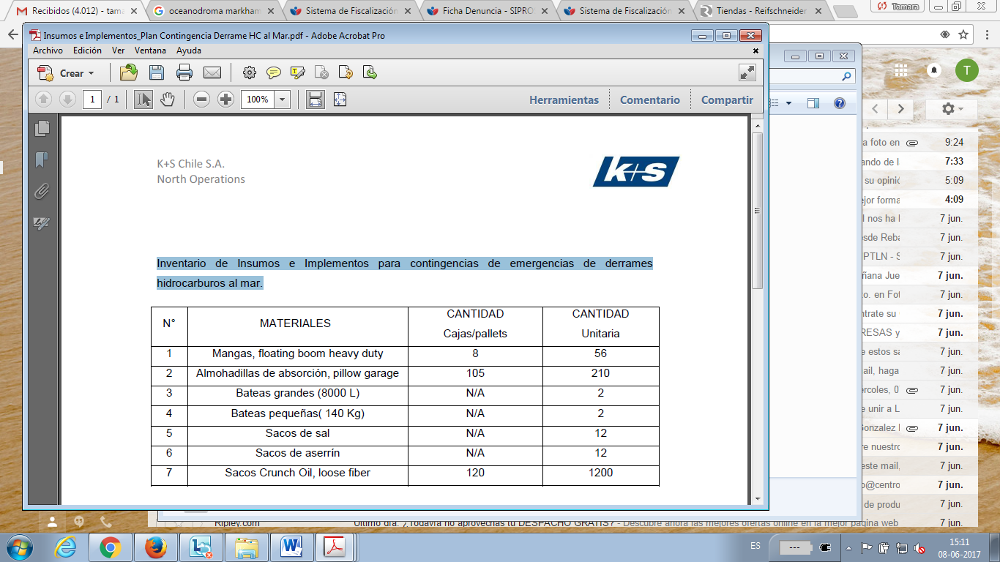 Recibidos (4.012) - tama
oceanodroma markham
Sistema de Fiscalización
Ficha Denuncia - SIPRO
Sistema de Fiscalización
Tiendas - Reifschneider
Tamara
Insumos e Implementos_Plan Contingencia Derrame HC al Mar.pdf - Adobe Acrobat Pro
Archivo Edición Ver Ventana Ayuda
Crear
1 / 1 100% Herramientas Comentario Compartir
T
K+S Chile S.A.
North Operations
K+S
Inventario de Insumos e Implementos para contingencias de emergencias de derrames
hidrocarburos al mar.
N° MATERIALES CANTIDAD Cajas/pallets CANTIDAD Unitaria
1 Mangas, floating boom heavy duty 8 56
2 Almohadillas de absorción, pillow garage 105 210
3 Bateas grandes (8000 L) N/A 2
4 Bateas pequeñas( 140 Kg) N/A 2
5 Sacos de sal N/A 12
6 Sacos de aserrín N/A 12
7 Sacos Crunch Oil, loose fiber 120 1200
a foto en 9:24
ando de l 7:33
su opinió 5:09
ejor forma 4:09
l nos ha 7 jun.
esde Reba 7 jun.
PTLN - S 7 jun.
ñana Jue 7 jun.
to. en Fot 7 jun.
ntrate su 7 jun.
RESAS y 7 jun.
e estos sa 7 jun.
ail, haga 7 jun.
ercoles, 0 7 jun.
e unir a L 7 jun.
Gonzalez 7 jun.
re nuestro 7 jun.
este mail, 7 jun.
o@centro 7 jun.
de produ 7 jun.
Ripley.com Último día: ¿Todavía no aprovechas tu DESPACHO GRATIS? - Descubre ahora las mejores ofertas online en la mejor página web 7 jun.
ES
15:11
08-06-2017